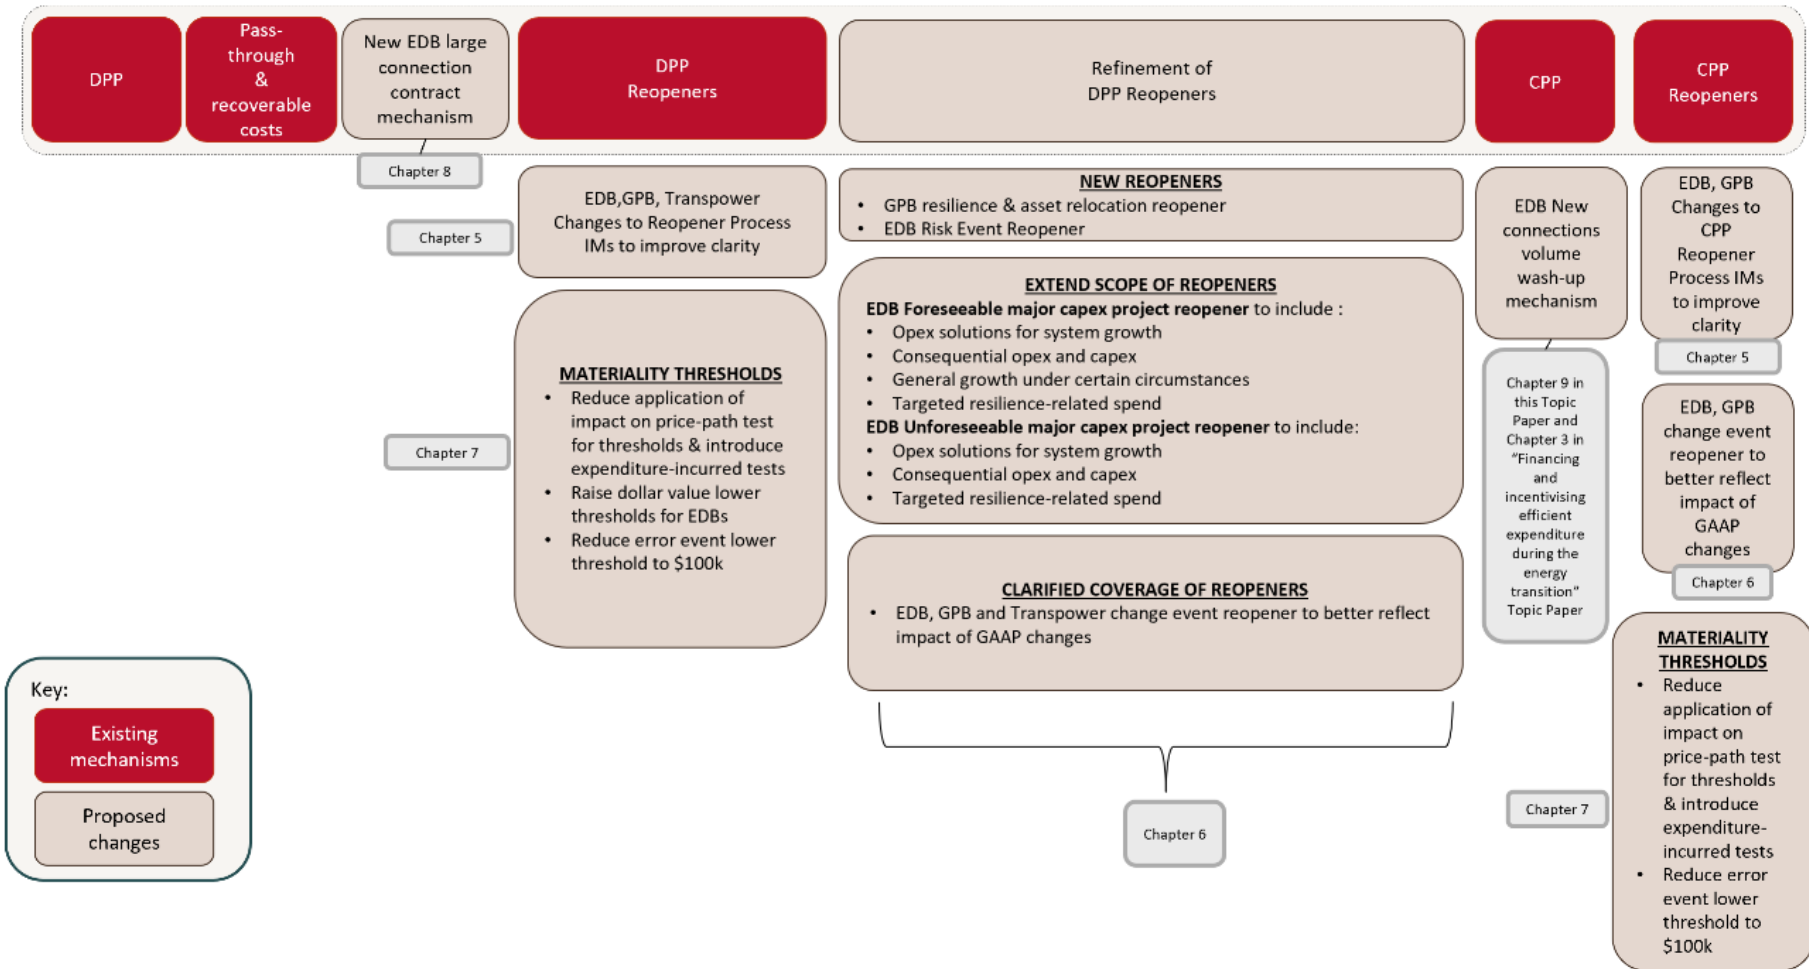 DPP
Pass-
through
&
recoverable
costs
New EDB large
connection
contract
mechanism
DPP
Reopeners
Refinement of
DPP Reopeners
CPP
CPP
Reopeners
Chapter 8
EDB,GPB, Transpower
Changes to Reopener Process
IMs to improve clarity
Chapter 5
MATERIALITY THRESHOLDS
• Reduce application of
impact on price-path test
for thresholds & introduce
expenditure-incurred tests
• Raise dollar value lower
thresholds for EDBs
• Reduce error event lower
threshold to $100k
Chapter 7
NEW REOPENERS
• GPB resilience & asset relocation reopener
• EDB Risk Event Reopener
EXTEND SCOPE OF REOPENERS
EDB Foreseeable major capex project reopener to include :
• Opex solutions for system growth
• Consequential opex and capex
• General growth under certain circumstances
• Targeted resilience-related spend
EDB Unforeseeable major capex project reopener to include:
• Opex solutions for system growth
• Consequential opex and capex
• Targeted resilience-related spend
CLARIFIED COVERAGE OF REOPENERS
• EDB, GPB and Transpower change event reopener to better reflect
impact of GAAP changes
Chapter 6
EDB New
connections
volume
wash-up
mechanism
Chapter 9 in
this Topic
Paper and
Chapter 3 in
“Financing
and
incentivising
efficient
expenditure
during the
energy
transition”
Topic Paper
EDB, GPB
Changes to
CPP
Reopener
Process IMs
to improve
clarity
Chapter 5
EDB, GPB
change event
reopener to
better reflect
impact of
GAAP
changes
Chapter 6
MATERIALITY
THRESHOLDS
• Reduce
application of
impact on
price-path test
for thresholds
& introduce
expenditure-
incurred tests
• Reduce error
event lower
threshold to
$100k
Chapter 7
Key:
Existing
mechanisms
Proposed
changes